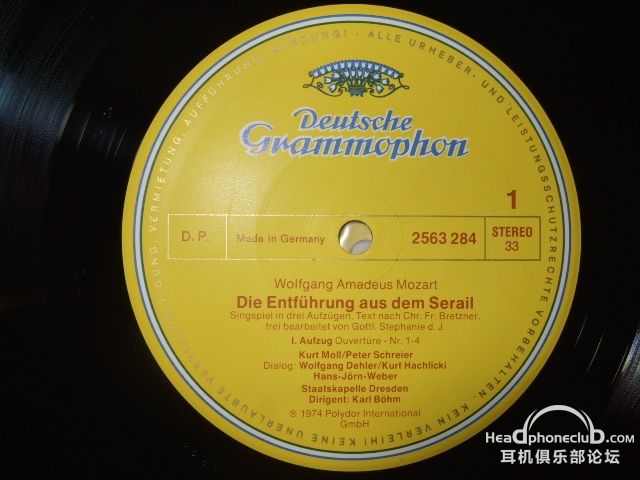 Deutsche
Grammophon
1
D. P.
Made in Germany
2563 284
STEREO
33
Wolfgang Amadeus Mozart
Die Entführung aus dem Serail
Singspiel in drei Aufzügen. Text nach Chr. Fr. Bretzner,
frei bearbeitet von Gottl. Stephanie d. J.
I. Aufzug Ouvertüre - Nr. 1-4
Kurt Moll/Peter Schreier
Dialog: Wolfgang Dehler/Kurt Hachlicki
Hans-Jörn-Weber
Staatskapelle Dresden
Dirigent: Karl Böhm
℗ 1974 Polydor International
GmbH
ALLE URHEBER- UND LEISTUNGSSCHUTZRECHTE VORBEHALTEN. KEIN VERLEIH! KEINE UNERLAUBTE VERVIELFÄLTIGUNG, VERMIETUNG, AUFFÜHRUNG, SENDUNG!
Headphoneclub.com
耳机俱乐部论坛